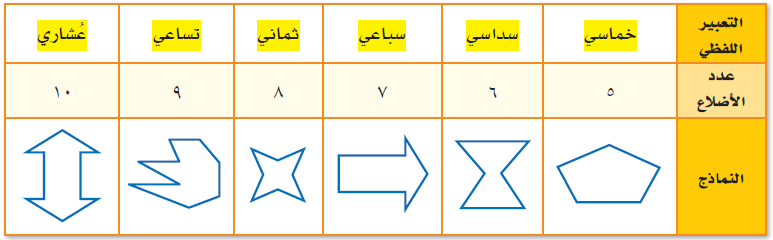 التعبير اللفظي خماسي سداسي سباعي ثماني تساعي عُشاري
عدد الأضلاع ٥ ٦ ٧ ٨ ٩ ١٠
النماذج